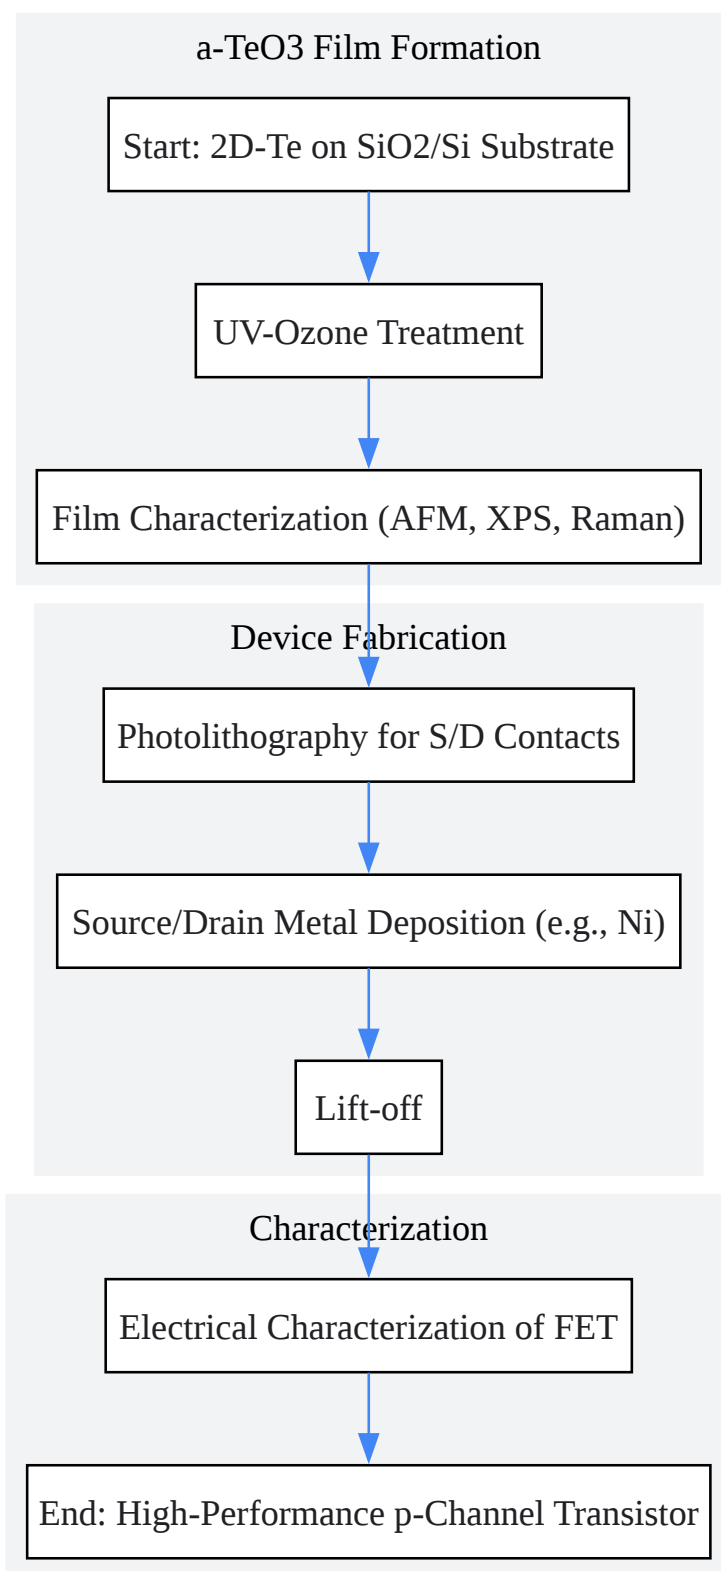 a-TeO3 Film Formation
Start: 2D-Te on SiO2/Si Substrate
UV-Ozone Treatment
Film Characterization (AFM, XPS, Raman)
Device Fabrication
Photolithography for S/D Contacts
Source/Drain Metal Deposition (e.g., Ni)
Lift-off
Characterization
Electrical Characterization of FET
End: High-Performance p-Channel Transistor